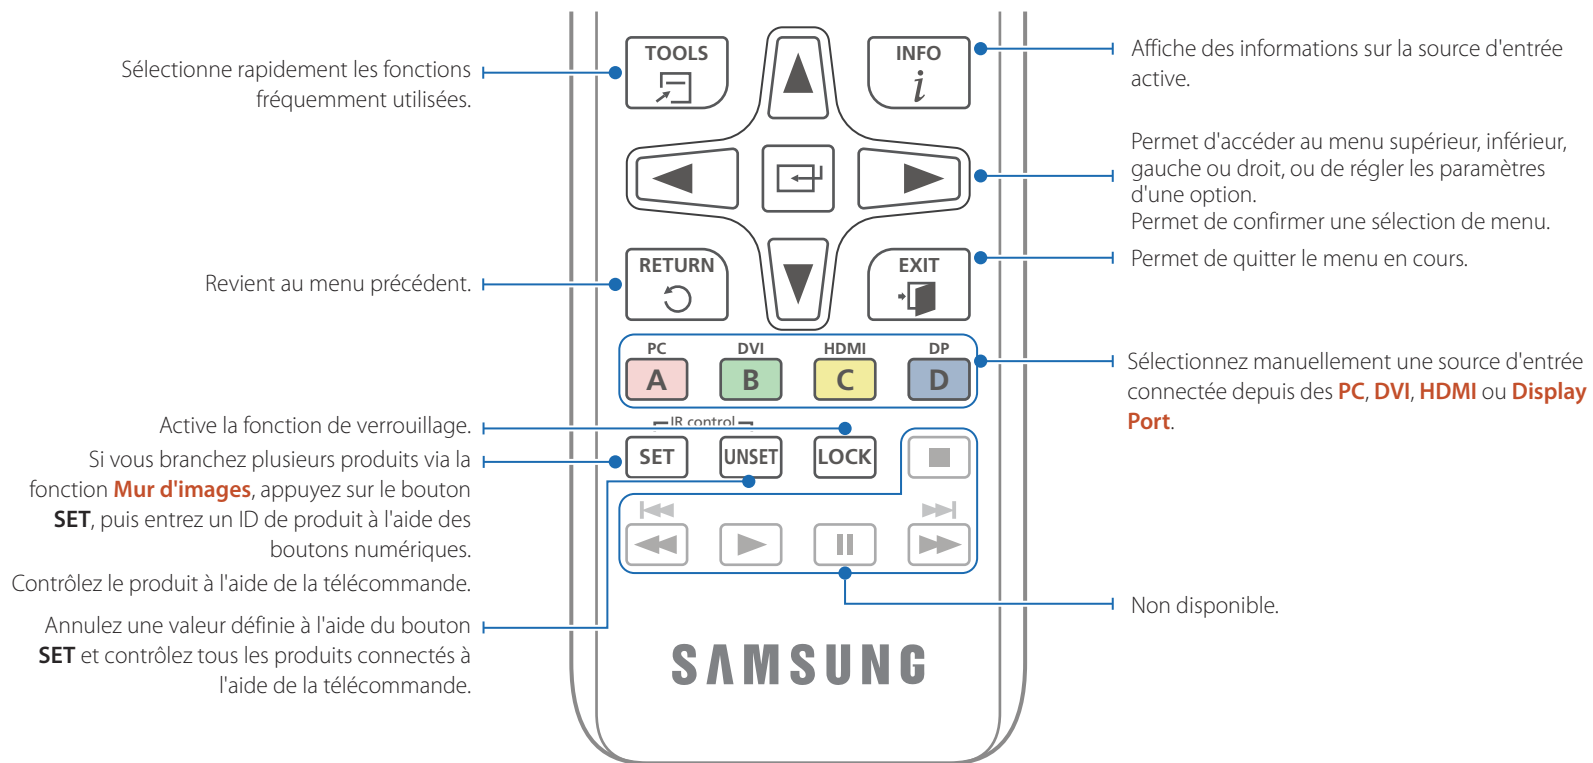 Sélectionne rapidement les fonctions
fréquemment utilisées.
TOOLS
INFO
i
Affiche des informations sur la source d'entrée
active.
Permet d'accéder au menu supérieur, inférieur,
gauche ou droit, ou de régler les paramètres
d'une option.
Permet de confirmer une sélection de menu.
Revient au menu précédent.
RETURN
EXIT
Permet de quitter le menu en cours.
PC DVI HDMI DP
A B C D
Sélectionnez manuellement une source d'entrée
connectée depuis des PC, DVI, HDMI ou Display
Port.
Active la fonction de verrouillage.
IR control
SET UNSET LOCK
Si vous branchez plusieurs produits via la
fonction Mur d'images, appuyez sur le bouton
SET, puis entrez un ID de produit à l'aide des
boutons numériques.
Contrôlez le produit à l'aide de la télécommande.
Annulez une valeur définie à l'aide du bouton
SET et contrôlez tous les produits connectés à
l'aide de la télécommande.
Non disponible.
SAMSUNG